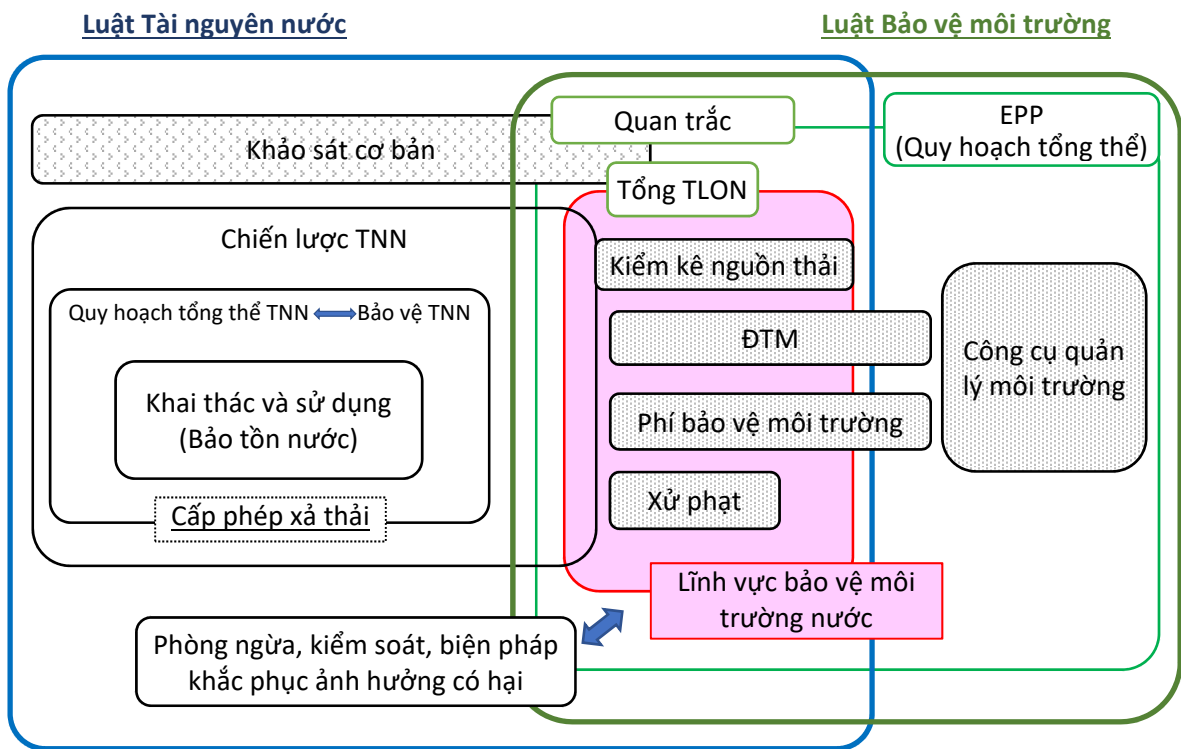 Luật Tài nguyên nước
Luật Bảo vệ môi trường
Quan trắc
EPP
(Quy hoạch tổng thể)
Khảo sát cơ bản
Tổng TLON
Chiến lược TNN
Kiểm kê nguồn thải
Quy hoạch tổng thể TNN
Bảo vệ TNN
ĐTM
Công cụ quản
lý môi trường
Khai thác và sử dụng
(Bảo tồn nước)
Phí bảo vệ môi trường
Xử phạt
Cấp phép xả thải
Lĩnh vực bảo vệ môi
trường nước
Phòng ngừa, kiểm soát, biện pháp
khắc phục ảnh hưởng có hại